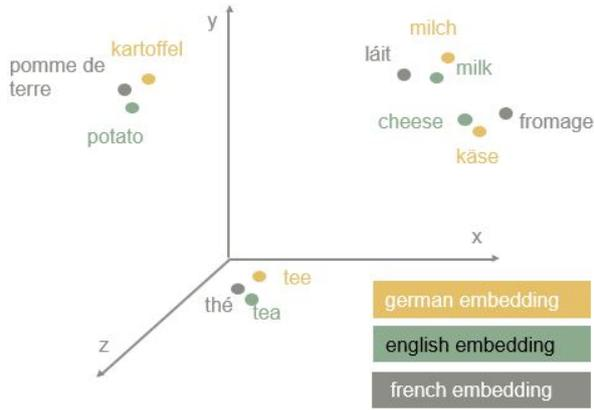 y
milch
kartoffel
láit
milk
pomme de
terre
cheese
fromage
potato
käse
x
tee
thé
tea
german embedding
z
english embedding
french embedding